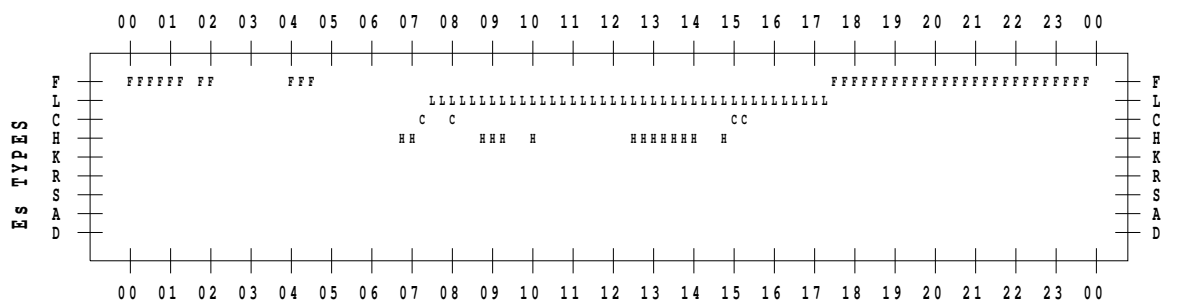 00 01 02 03 04 05 06 07 08 09 10 11 12 13 14 15 16 17 18 19 20 21 22 23 00
F FFFFFF FF FFF FFFFFFFFFFFFFFFFFFFFFFFFFF F
L LLLLLLLLLLLLLLLLLLLLLLLLLLLLLLLLLLLLLLLL L
C C C CC C
H HH HHH H HHHHHHH H H
K K
R R
S S
A A
D D
Es TYPES
00 01 02 03 04 05 06 07 08 09 10 11 12 13 14 15 16 17 18 19 20 21 22 23 00